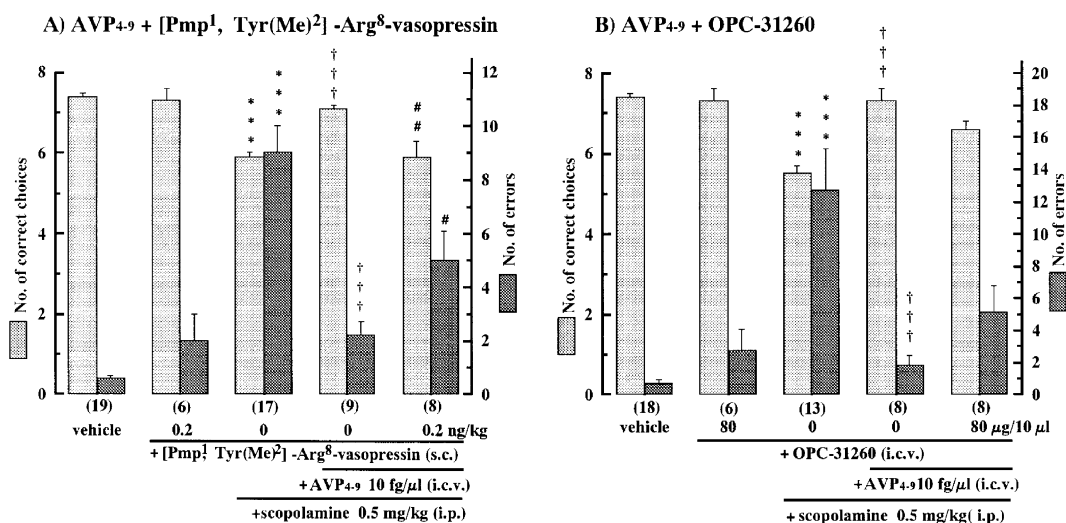 A) AVP4-9 + [Pmp1, Tyr(Me)2] -Arg8-vasopressin
No. of correct choices
8
6
4
2
0
12
10
8
6
4
2
0
No. of errors
* * *
* * *
† † †
† † †
# #
#
(19) (6) (17) (9) (8)
vehicle 0.2 0 0 0.2 ng/kg
+ [Pmp1, Tyr(Me)2] -Arg8-vasopressin (s.c.)
+ AVP4-9 10 fg/µl (i.c.v.)
+scopolamine 0.5 mg/kg (i.p.)
B) AVP4-9 + OPC-31260
No. of correct choices
8
6
4
2
0
20
18
16
14
12
10
8
6
4
2
0
No. of errors
* * *
* * *
† † †
† † †
(18) (6) (13) (8) (8)
vehicle 80 0 0 80 µg/10 µl
+ OPC-31260 (i.c.v.)
+ AVP4-9 10 fg/µl (i.c.v.)
+ scopolamine 0.5 mg/kg( i.p.)